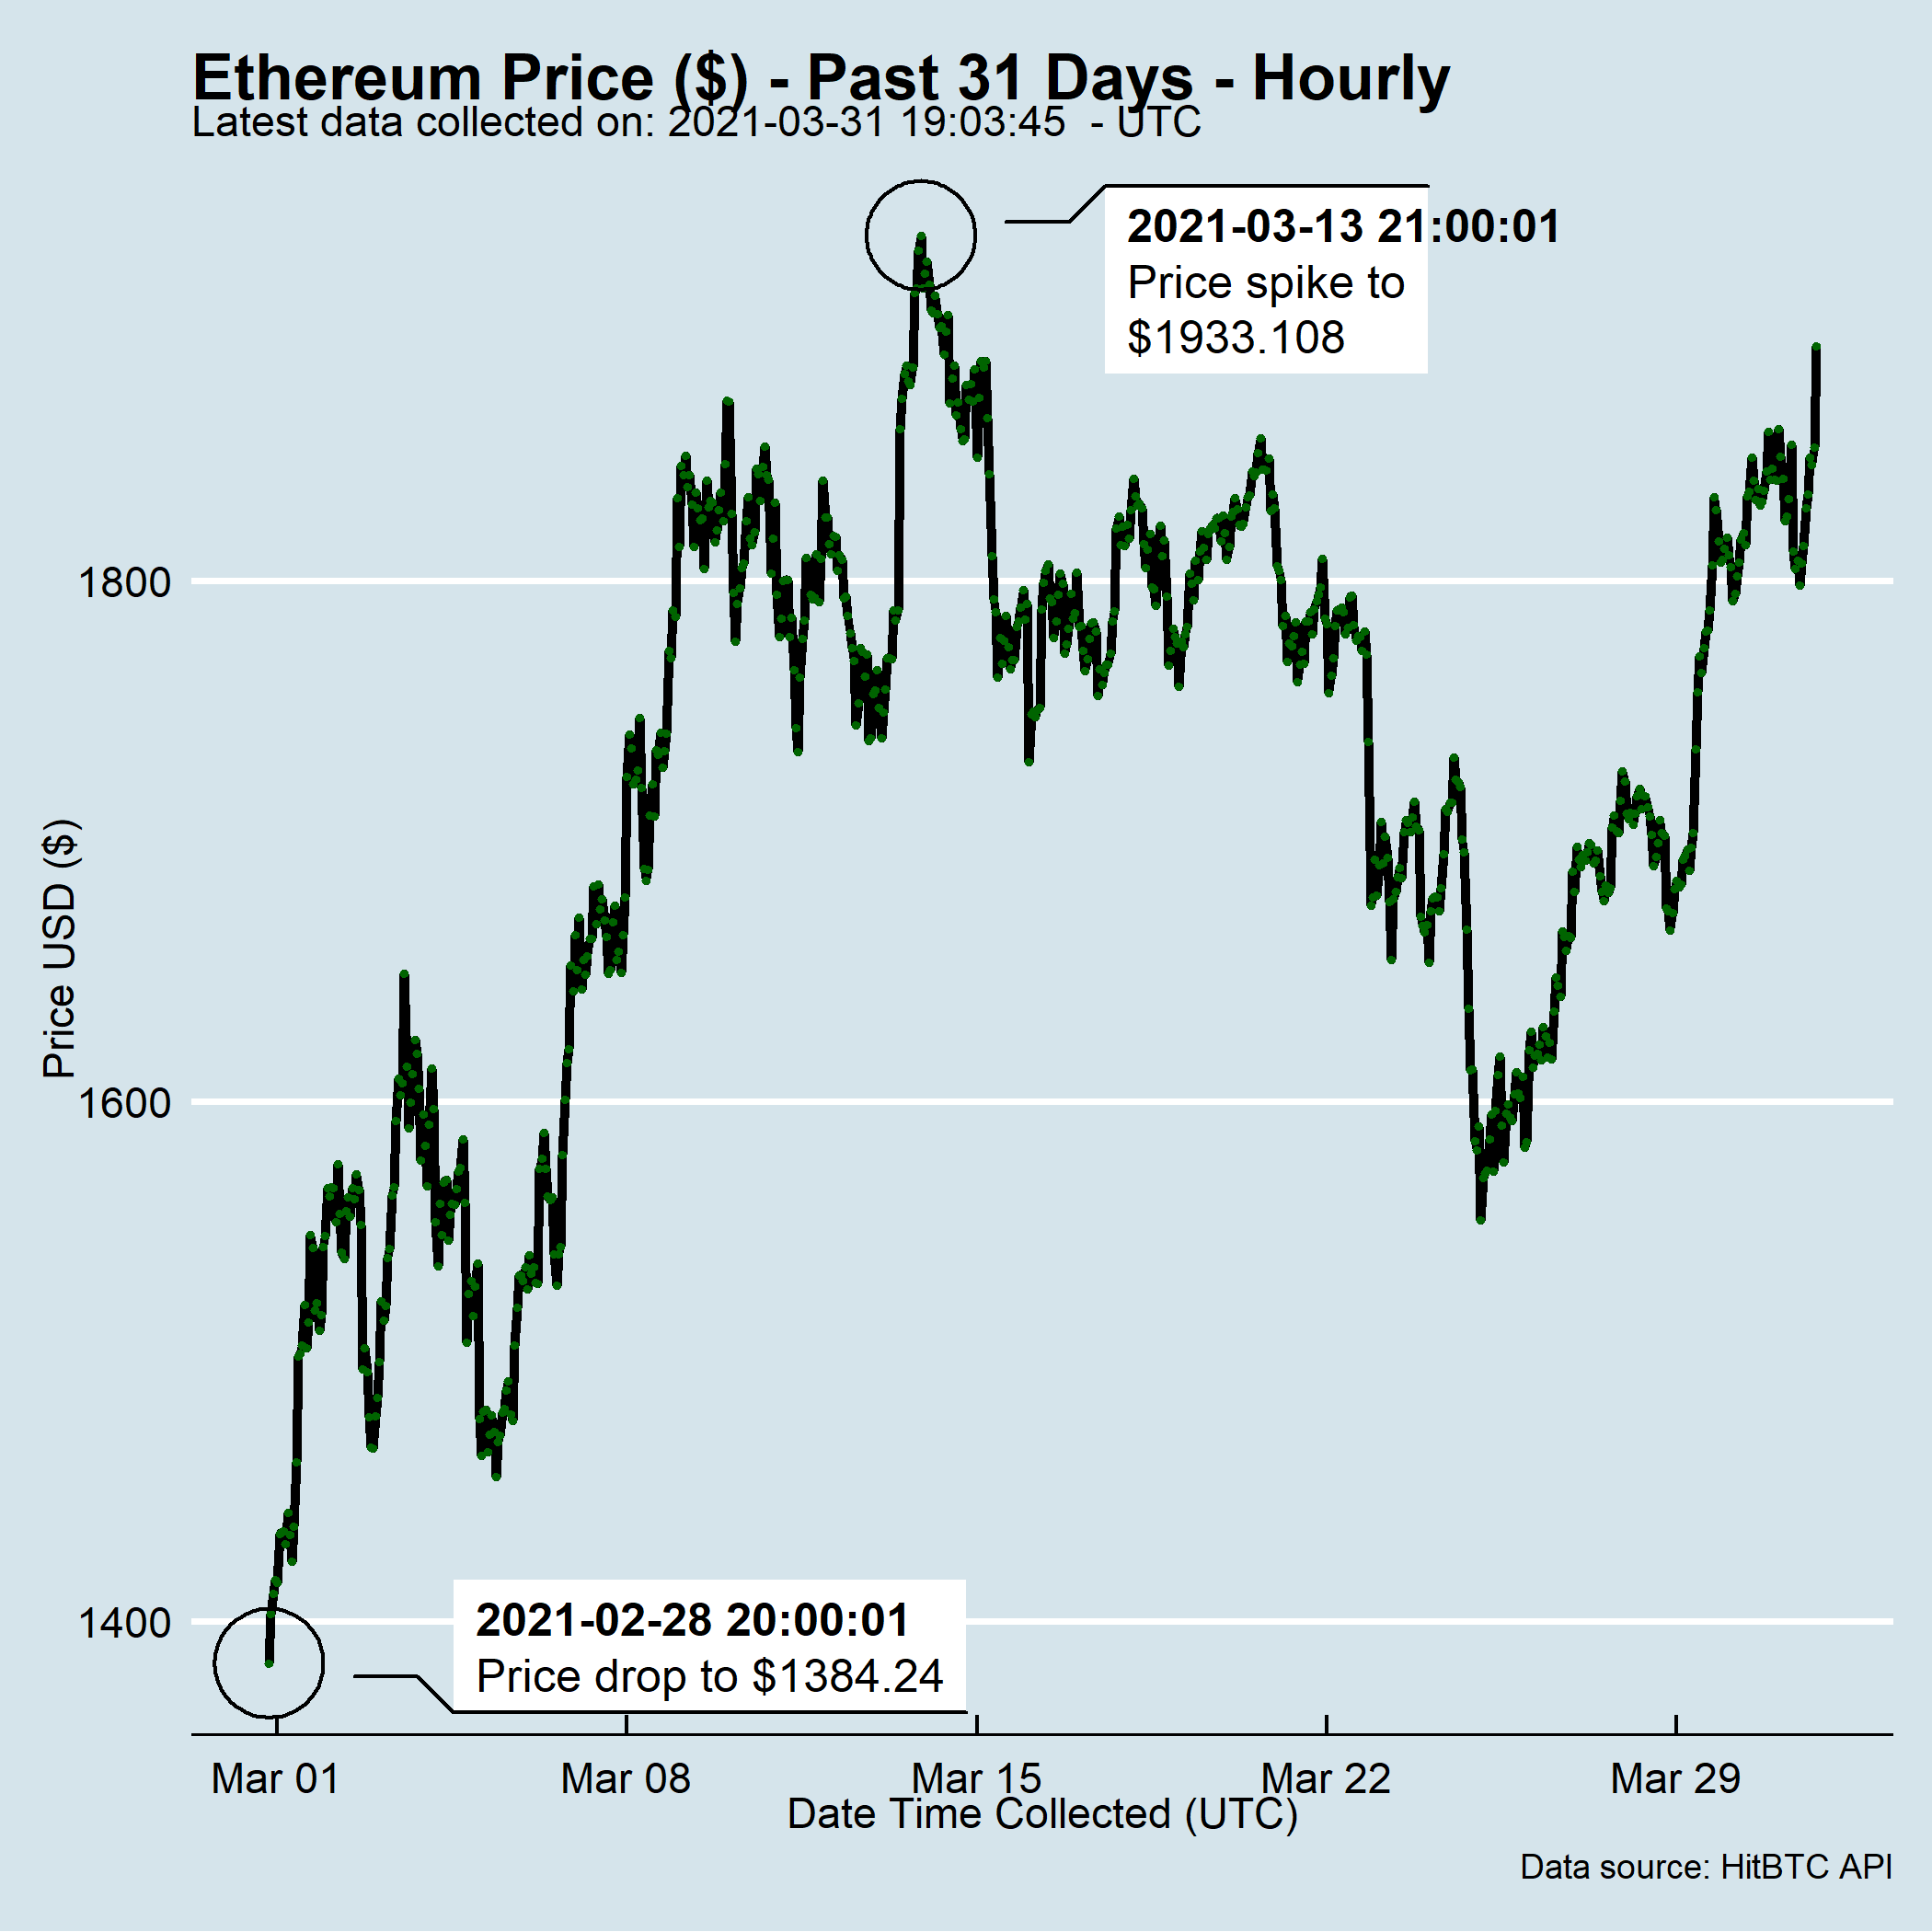 Ethereum Price ($) - Past 31 Days - Hourly
Latest data collected on: 2021-03-31 19:03:45  - UTC
2021-03-13 21:00:01
Price spike to
$1933.108
1800
Price USD ($)
1600
1400
2021-02-28 20:00:01
Price drop to $1384.24
Mar 01
Mar 08
Mar 15
Mar 22
Mar 29
Date Time Collected (UTC)
Data source: HitBTC API